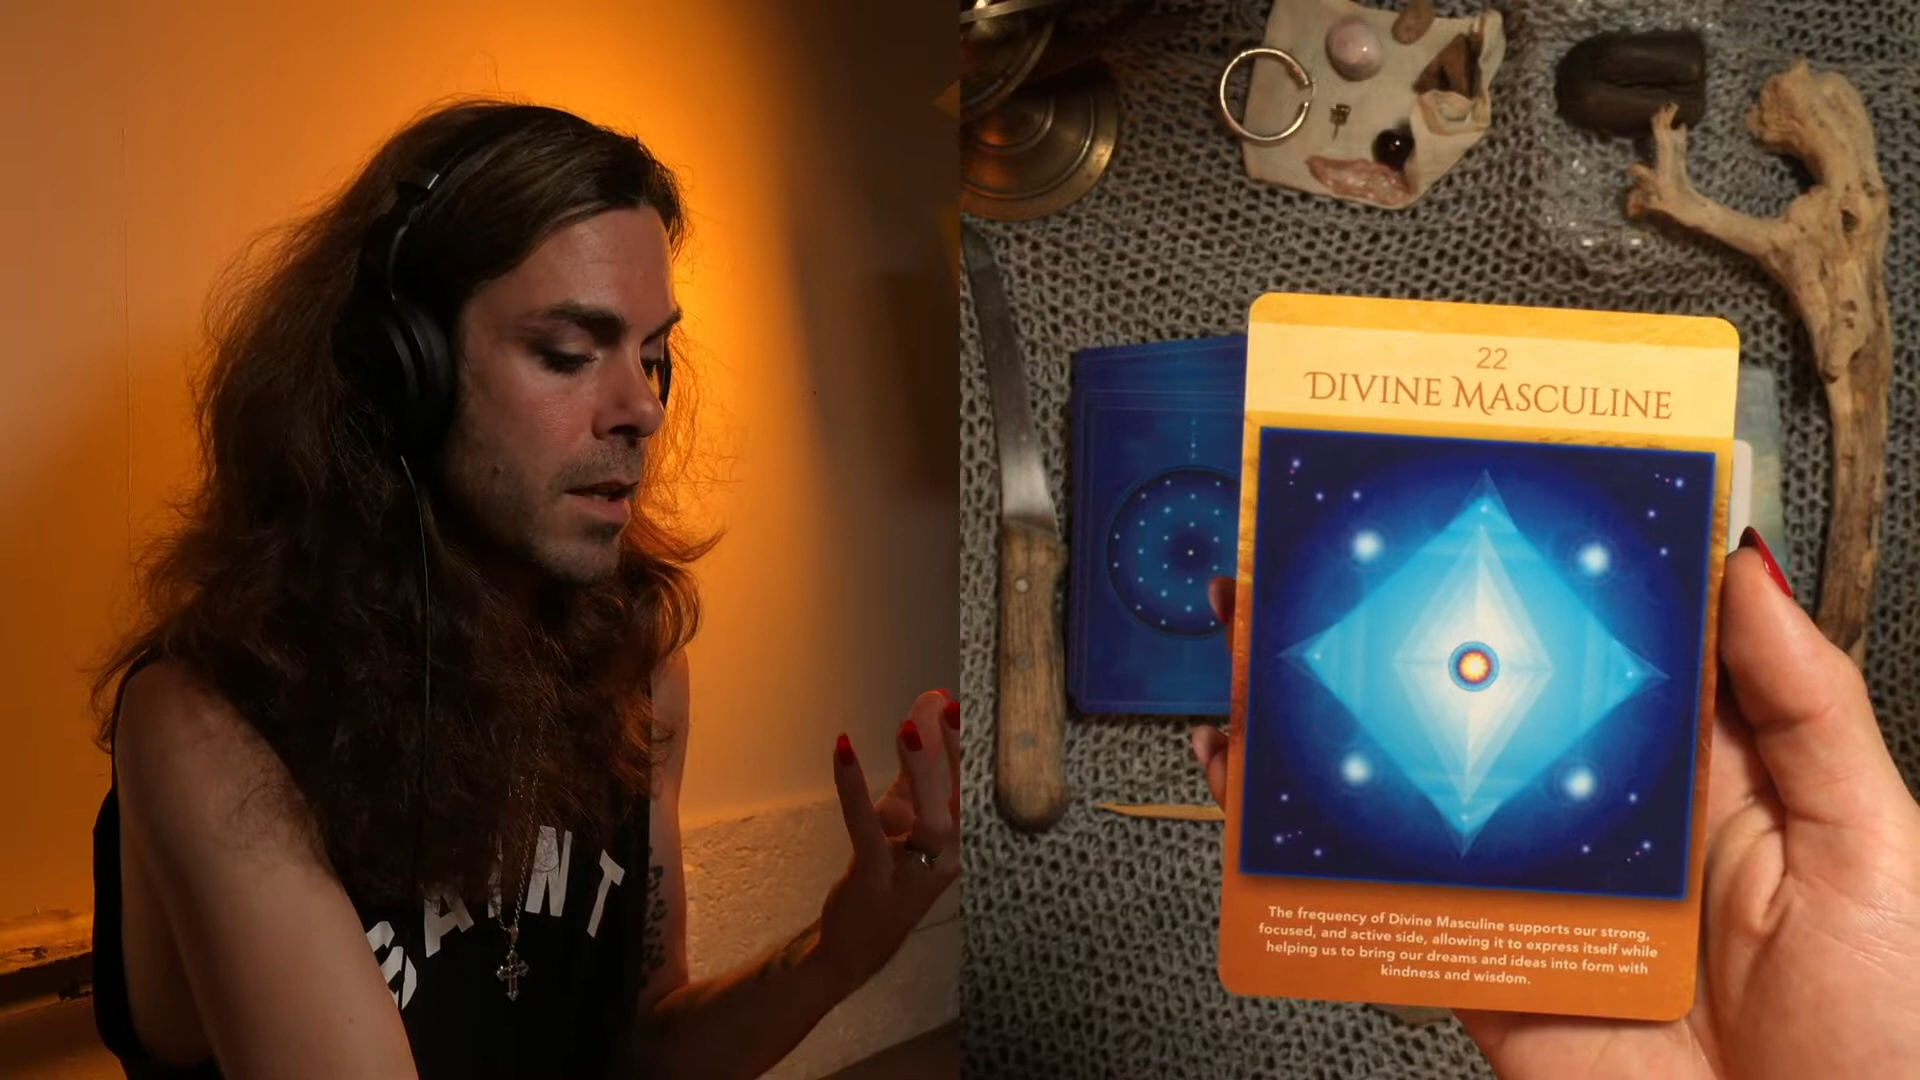 SAINT
22
DIVINE MASCULINE
The frequency of Divine Masculine supports our strong,
focused, and active side, allowing it to express itself while
helping us to bring our dreams and ideas into form with
kindness and wisdom.